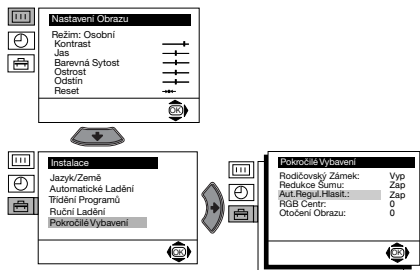 Nastavení Obrazu
Režim: Osobní
Kontrast
Jas
Barevná Sytost
Ostrost
Odstín
Reset
OK
Instalace
Jazyk/Země
Automatické Ladění
Třídění Programů
Ruční Ladění
Pokročilé Vybavení
OK
Pokročilé Vybavení
Rodičovský Zámek: Vyp
Redukce Šumu: Zap
Aut.Regul.Hlasit.: Zap
RGB Centr: 0
Otočení Obrazu: 0
OK